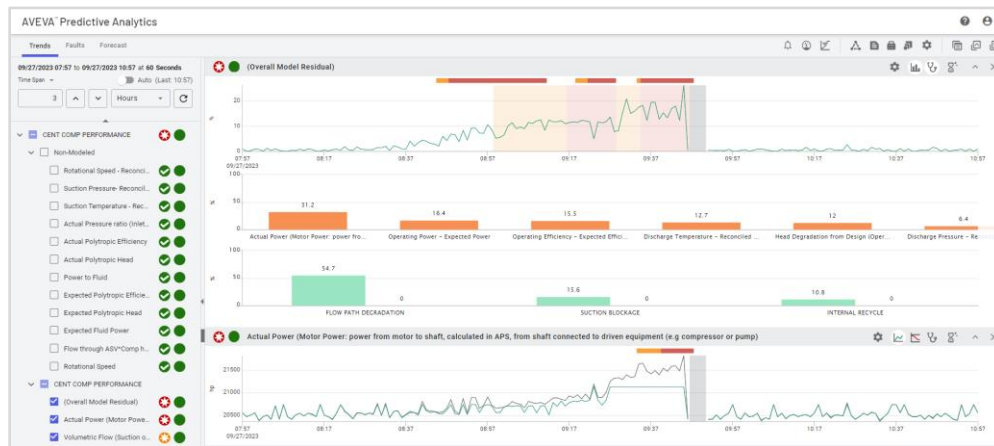 AVEVA™ Predictive Analytics
Trends Faults Forecast
09/27/2023 07:57 to 09/27/2023 10:57 at 60 Seconds
Time Span Auto (Last: 10:57)
3 Hours
CENT COMP PERFORMANCE
Non-Modeled
Rotational Speed - Reconci...
Suction Pressure- Reconcil...
Suction Temperature - Rec...
Actual Pressure ratio (Inlet...
Actual Polytropic Efficiency
Actual Polytropic Head
Power to Fluid
Expected Polytropic Efficie...
Expected Polytropic Head
Expected Fluid Power
Flow through ASV*Comp h...
Rotational Speed
CENT COMP PERFORMANCE
(Overall Model Residual)
Actual Power (Motor Powe...
Volumetric Flow (Suction o...
(Overall Model Residual)
20
10
0
%
07:57 08:17 08:37 08:57 09:17 09:37 09:57 10:17 10:37 10:57
09/27/2023
100
50
0
%
31.2 16.4 15.5 12.7 12 6.4
Actual Power (Motor Power: power fro... Operating Power – Expected Power Operating Efficiency – Expected Effici... Discharge Temperature – Reconciled ... Head Degradation from Design (Oper... Discharge Pressure – Re
100
50
0
%
54.7 0 15.6 0 10.8 0
FLOW PATH DEGRADATION SUCTION BLOCKAGE INTERNAL RECYCLE
Actual Power (Motor Power: power from motor to shaft, calculated in APS, from shaft connected to driven equipment (e.g compressor or pump)
21500
21000
20500
hp
07:57 08:17 08:37 08:57 09:17 09:37 09:57 10:17 10:37 10:57
09/27/2023